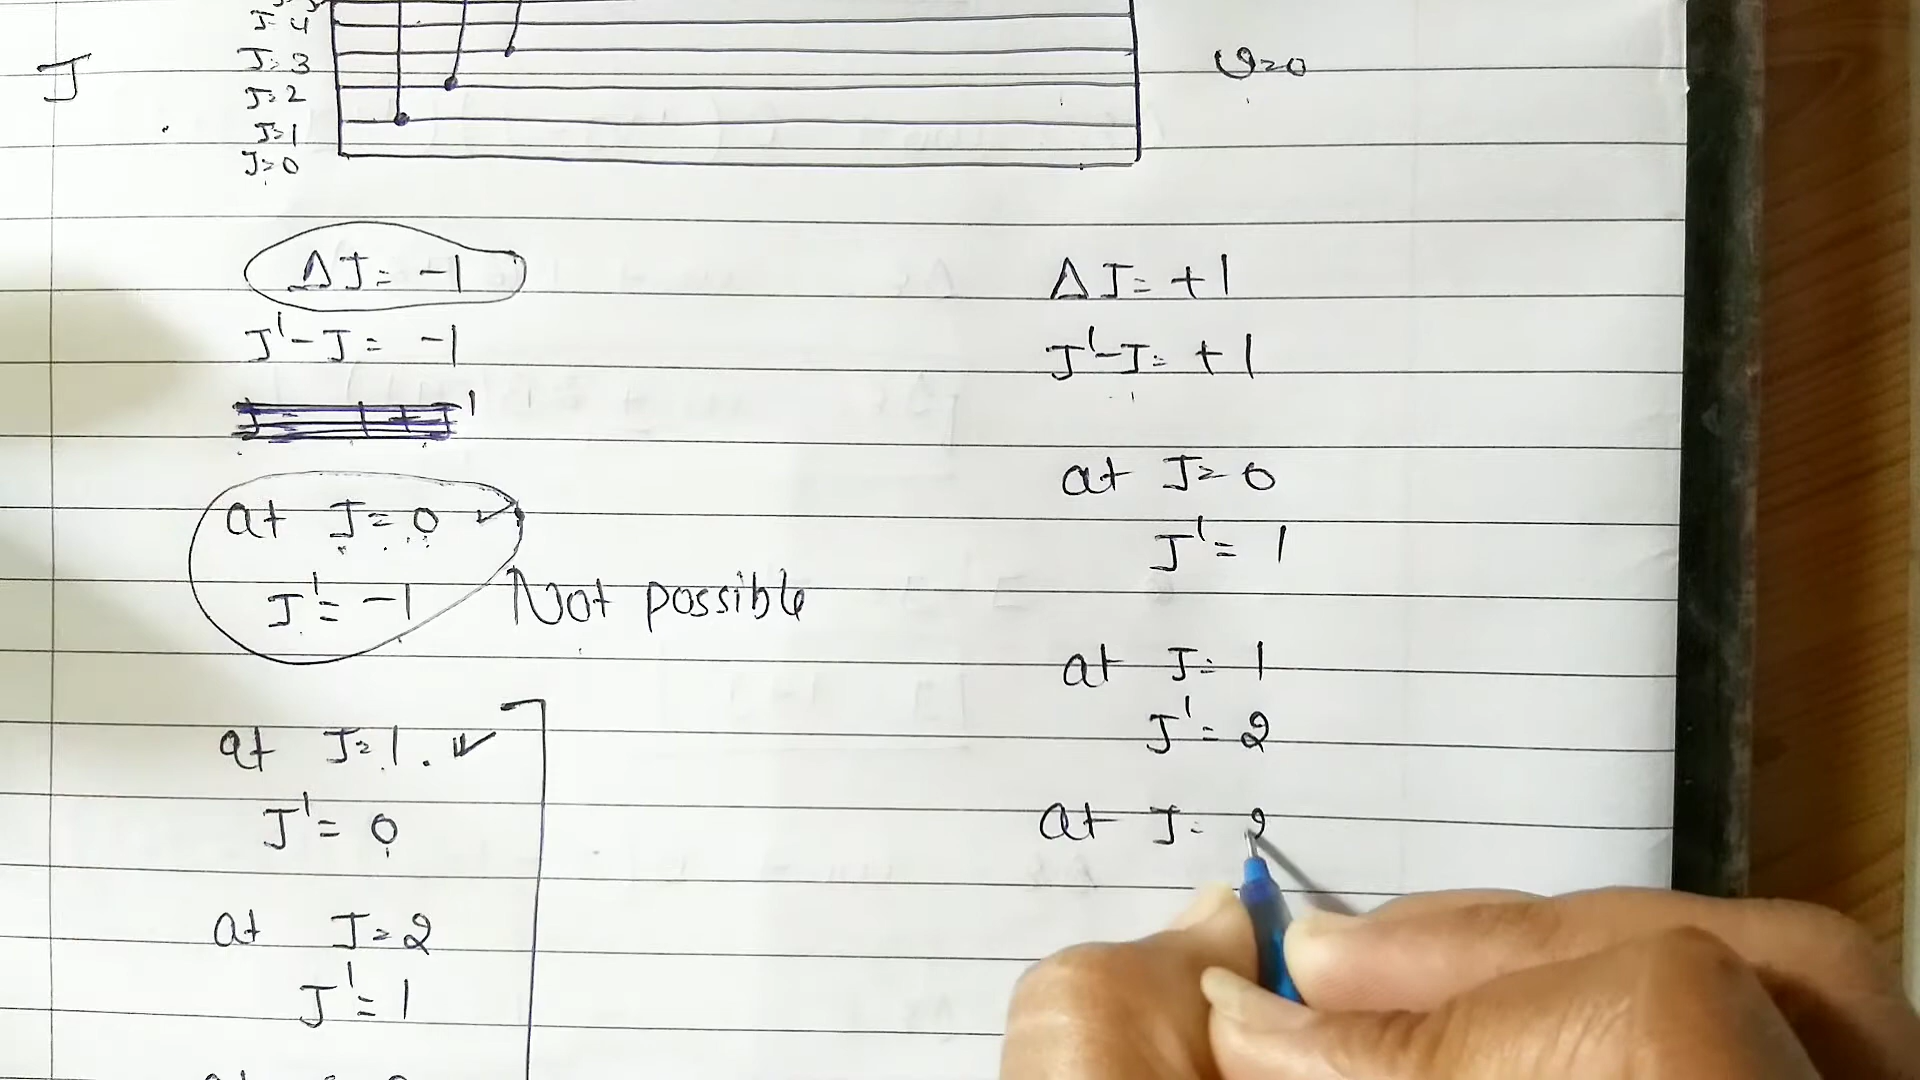 J=4
J=3
J
J=2
J=1
J=0
v=0
ΔJ = -1
J'-J = -1
at J=0 ✓
J' = -1 Not possible
at J=1. ✓
J' = 0
at J=2
J' = 1
ΔJ = +1
J'-J = +1
at J=0
J' = 1
at J=1
J' = 2
at J=2